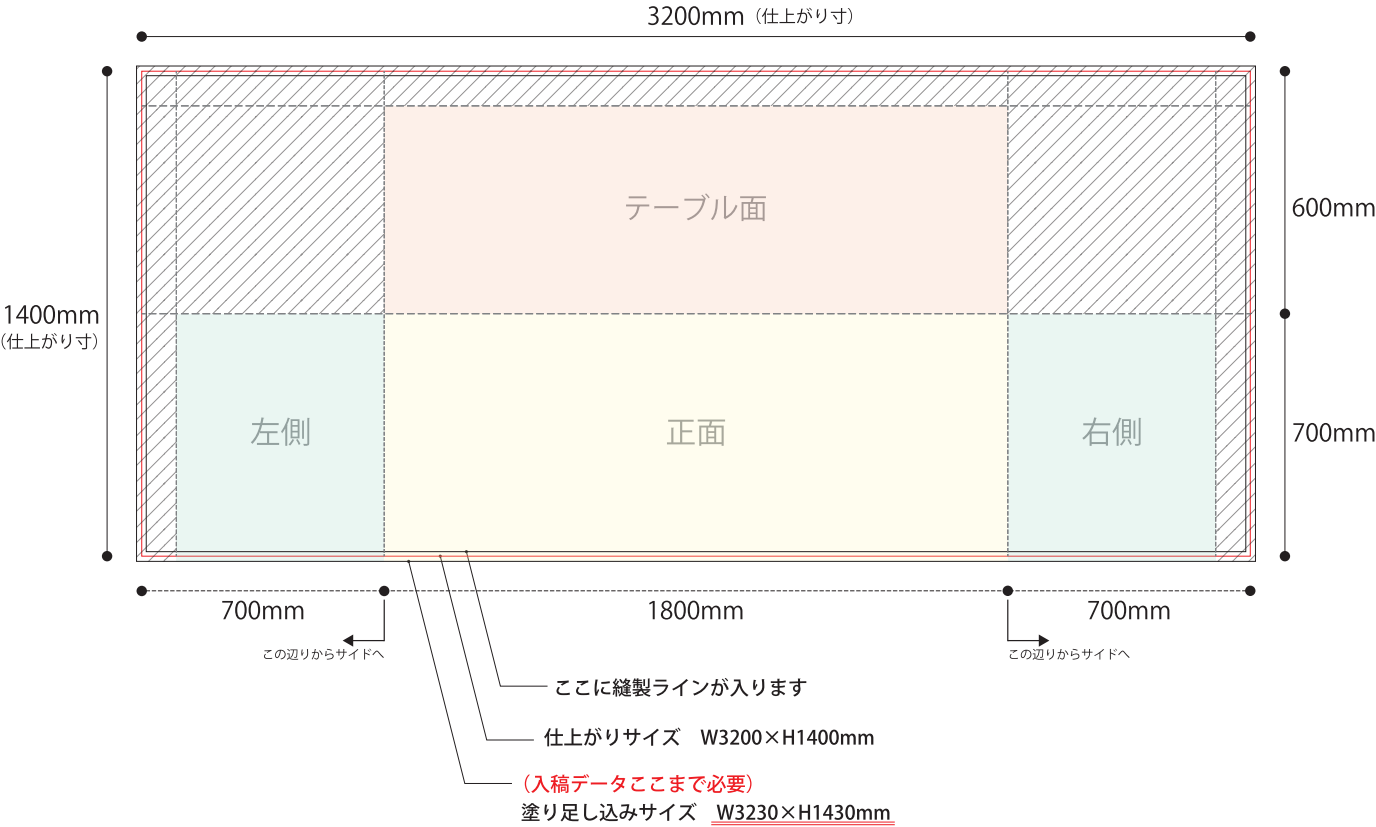 3200mm（仕上がり寸）
テーブル面
600mm
1400mm
（仕上がり寸）
左側
正面
右側
700mm
700mm
1800mm
700mm
この辺りからサイドへ
この辺りからサイドへ
ここに縫製ラインが入ります
仕上がりサイズ　W3200×H1400mm
（入稿データここまで必要）
塗り足し込みサイズ　W3230×H1430mm